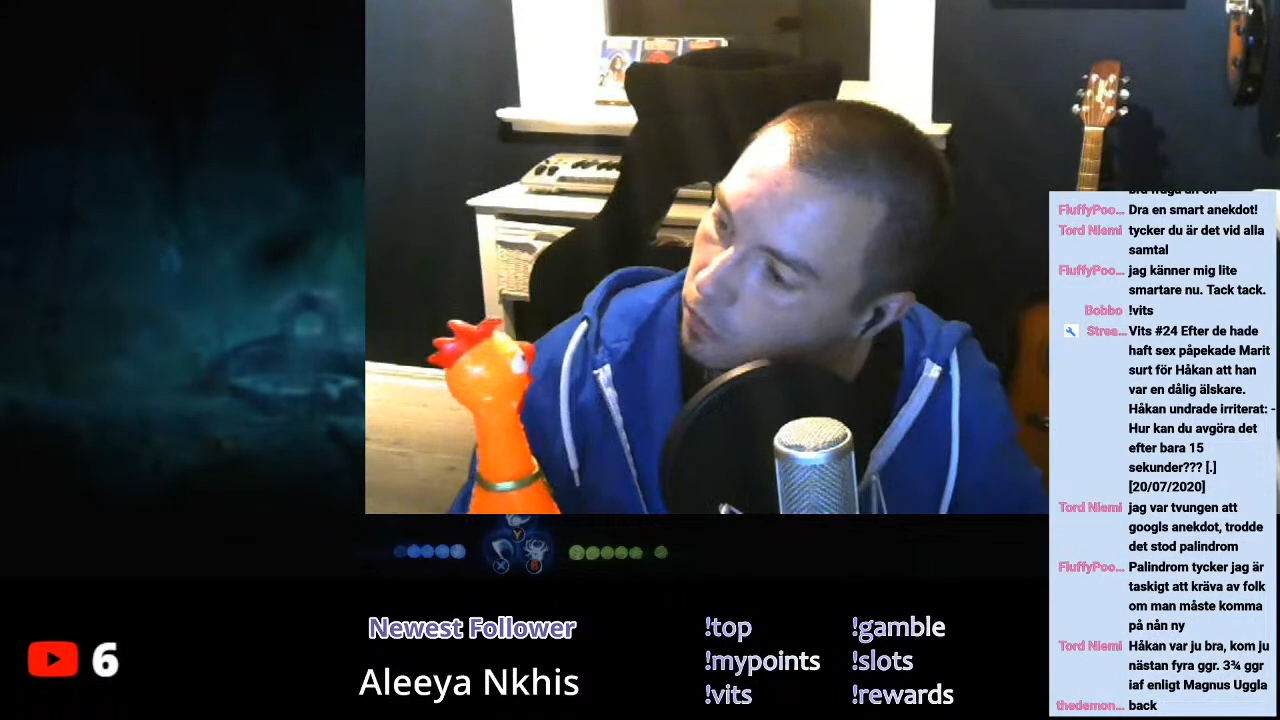 FluffyPoo... Dra en smart anekdot!
Tord Niemi tycker du är det vid alla
samtal
FluffyPoo... jag känner mig lite
smartare nu. Tack tack.
Bobbo !vits
Strea... Vits #24 Efter de hade
haft sex påpekade Marit
surt för Håkan att han
var en dålig älskare.
Håkan undrade irriterat: -
Hur kan du avgöra det
efter bara 15
sekunder??? [.]
[20/07/2020]
Tord Niemi jag var tvungen att
googls anekdot, trodde
det stod palindrom
FluffyPoo... Palindrom tycker jag är
taskigt att kräva av folk
om man måste komma
på nån ny
Tord Niemi Håkan var ju bra, kom ju
nästan fyra ggr. 3¾ ggr
iaf enligt Magnus Uggla
thedemon... back
Y
X
B
Newest Follower
Aleeya Nkhis
!top
!mypoints
!vits
!gamble
!slots
!rewards
6